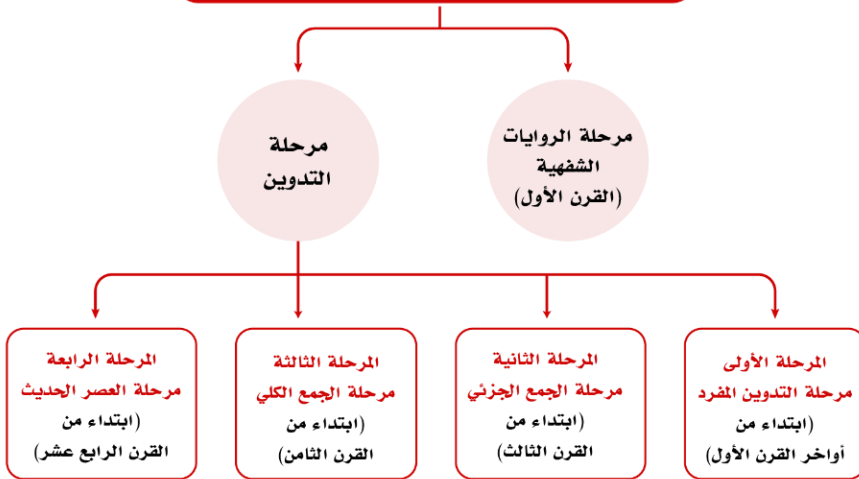 مرحلة الروايات
الشفهية
(القرن الأول)
مرحلة
التدوين
المرحلة الأولى
مرحلة التدوين المفرد
(ابتداء من
أواخر القرن الأول)
المرحلة الثانية
مرحلة الجمع الجزئي
(ابتداء من
القرن الثالث)
المرحلة الثالثة
مرحلة الجمع الكلي
(ابتداء من
القرن الثامن)
المرحلة الرابعة
مرحلة العصر الحديث
(ابتداء من
القرن الرابع عشر)